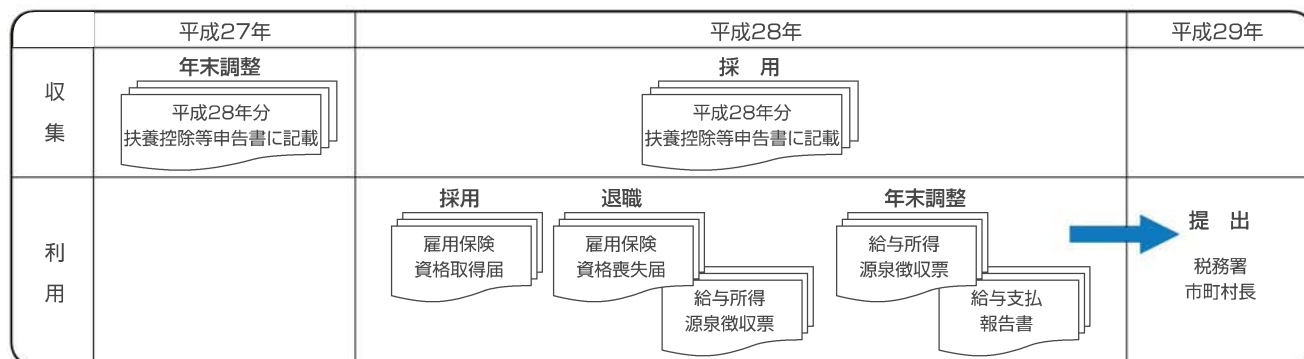 平成27年
平成28年
平成29年
収集
年末調整
平成28年分
扶養控除等申告書に記載
採 用
平成28年分
扶養控除等申告書に記載
利用
採用
雇用保険
資格取得届
退職
雇用保険
資格喪失届
給与所得
源泉徴収票
年末調整
給与所得
源泉徴収票
給与支払
報告書
提 出
税務署
市町村長